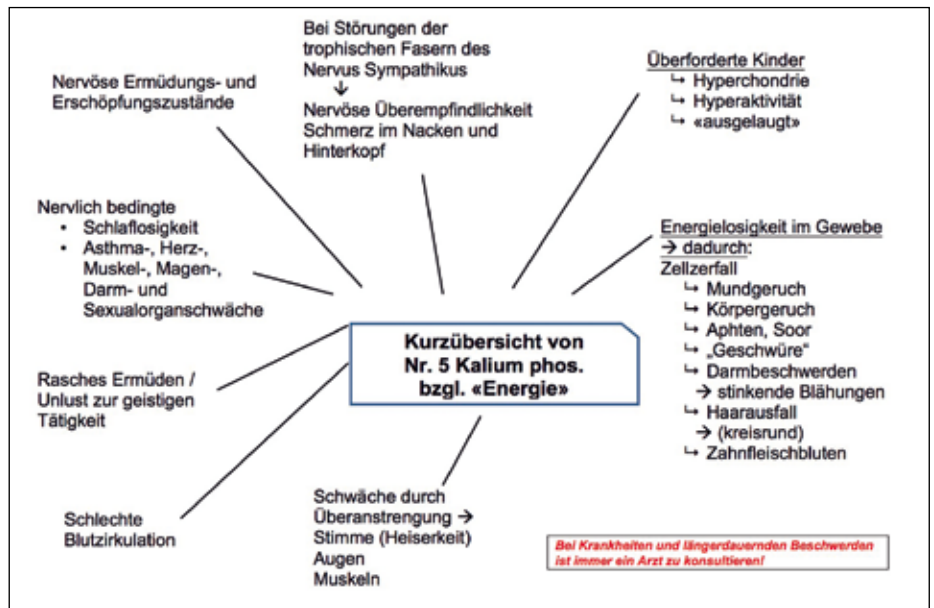 Nervöse Ermüdungs- und
Erschöpfungszustände
Bei Störungen der
trophischen Fasern des
Nervus Sympathikus
↓
Nervöse Überempfindlichkeit
Schmerz im Nacken und
Hinterkopf
Überforderte Kinder
↳ Hyperchondrie
↳ Hyperaktivität
↳ «ausgelaugt»
Nervlich bedingte
• Schlaflosigkeit
• Asthma-, Herz-,
Muskel-, Magen-,
Darm- und
Sexualorganschwäche
Energielosigkeit im Gewebe
→ dadurch:
Zellzerfall
↳ Mundgeruch
↳ Körpergeruch
↳ Aphten, Soor
↳ „Geschwüre“
↳ Darmbeschwerden
→ stinkende Blähungen
↳ Haarausfall
→ (kreisrund)
↳ Zahnfleischbluten
Kurzübersicht von
Nr. 5 Kalium phos.
bzgl. «Energie»
Rasches Ermüden /
Unlust zur geistigen
Tätigkeit
Schlechte
Blutzirkulation
Schwäche durch
Überanstrengung →
Stimme (Heiserkeit)
Augen
Muskeln
Bei Krankheiten und längerdauernden Beschwerden
ist immer ein Arzt zu konsultieren!